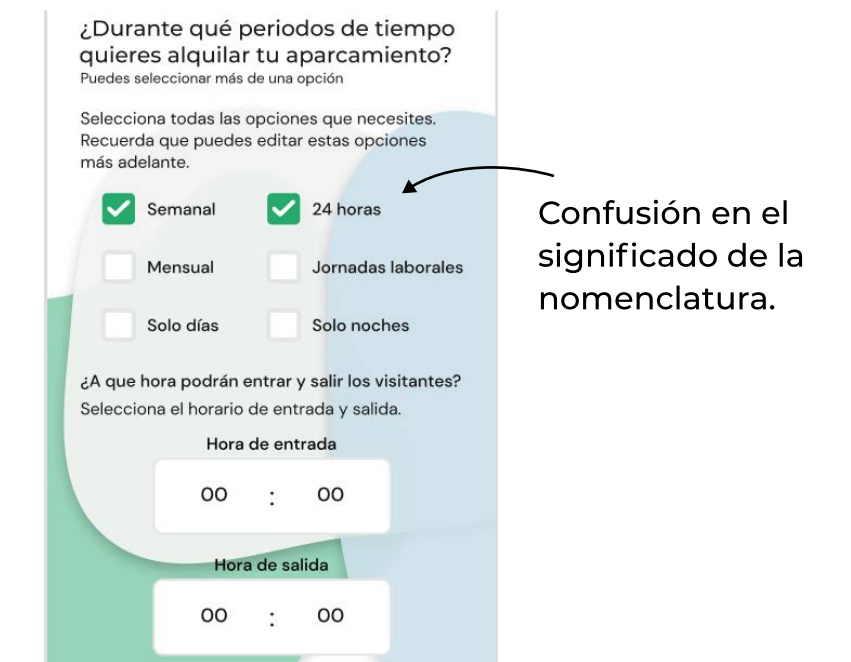 ¿Durante qué periodos de tiempo
quieres alquilar tu aparcamiento?
Puedes seleccionar más de una opción
Selecciona todas las opciones que necesites.
Recuerda que puedes editar estas opciones
más adelante.
Semanal
24 horas
Mensual
Jornadas laborales
Solo días
Solo noches
¿A que hora podrán entrar y salir los visitantes?
Selecciona el horario de entrada y salida.
Hora de entrada
00 : 00
Hora de salida
00 : 00
Confusión en el
significado de la
nomenclatura.